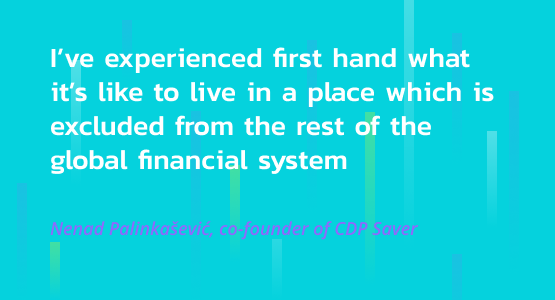 I’ve experienced first hand what
it’s like to live in a place which is
excluded from the rest of the
global financial system
Nenad Palinkašević, co-founder of CDP Saver